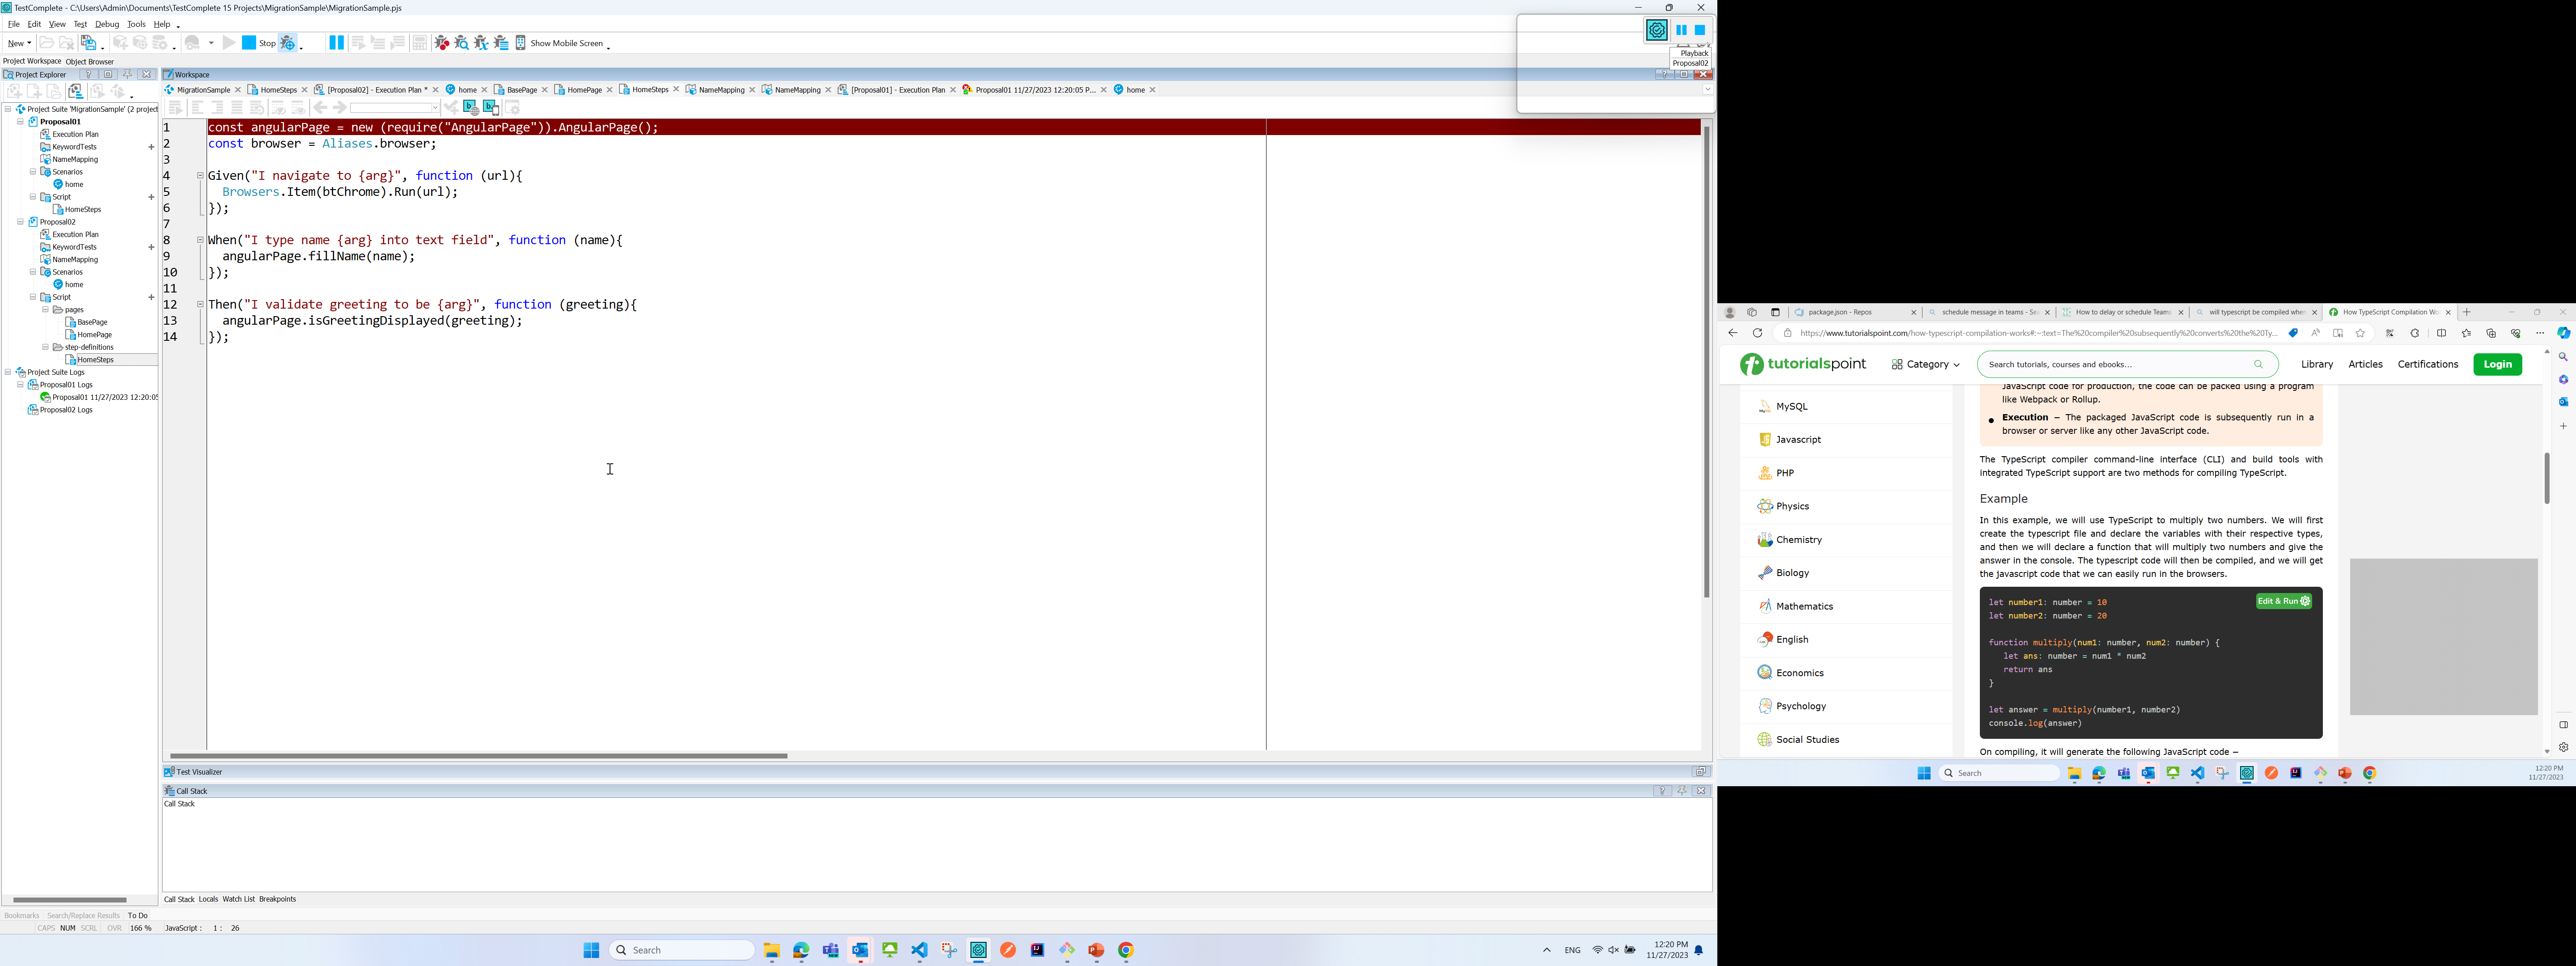 TestComplete - C:\Users\Admin\Documents\TestComplete 15 Projects\MigrationSample\MigrationSample.pjs
File Edit View Test Debug Tools Help
New Stop Show Mobile Screen
Playback
Proposal02
Project Workspace Object Browser
Project Explorer
Workspace
MigrationSample HomeSteps [Proposal02] - Execution Plan * home BasePage HomePage HomeSteps NameMapping NameMapping [Proposal01] - Execution Plan Proposal01 11/27/2023 12:20:05 P... home
Project Suite 'MigrationSample' (2 project
Proposal01
Execution Plan
KeywordTests
NameMapping
Scenarios
home
Script
HomeSteps
Proposal02
Execution Plan
KeywordTests
NameMapping
Scenarios
home
Script
pages
BasePage
HomePage
step-definitions
HomeSteps
Project Suite Logs
Proposal01 Logs
Proposal01 11/27/2023 12:20:05
Proposal02 Logs
1 const angularPage = new (require("AngularPage")).AngularPage();
2 const browser = Aliases.browser;
3
4 Given("I navigate to {arg}", function (url){
5 Browsers.Item(btChrome).Run(url);
6 });
7
8 When("I type name {arg} into text field", function (name){
9 angularPage.fillName(name);
10 });
11
12 Then("I validate greeting to be {arg}", function (greeting){
13 angularPage.isGreetingDisplayed(greeting);
14 });
Test Visualizer
Call Stack
Call Stack
Call Stack Locals Watch List Breakpoints
Bookmarks Search/Replace Results To Do
CAPS NUM SCRL OVR 166 % JavaScript : 1 : 26
Search
ENG
12:20 PM
11/27/2023
package.json - Repos schedule message in teams - Sea How to delay or schedule Teams will typescript be compiled when How TypeScript Compilation Wo
https://www.tutorialspoint.com/how-typescript-compilation-works#:~:text=The%20compiler%20subsequently%20converts%20the%20Ty...
tutorialspoint Category Search tutorials, courses and ebooks... Library Articles Certifications Login
MySQL
Javascript
PHP
Physics
Chemistry
Biology
Mathematics
English
Economics
Psychology
Social Studies
JavaScript code for production, the code can be packed using a program
like Webpack or Rollup.
Execution – The packaged JavaScript code is subsequently run in a
browser or server like any other JavaScript code.
The TypeScript compiler command-line interface (CLI) and build tools with
integrated TypeScript support are two methods for compiling TypeScript.
Example
In this example, we will use TypeScript to multiply two numbers. We will first
create the typescript file and declare the variables with their respective types,
and then we will declare a function that will multiply two numbers and give the
answer in the console. The typescript code will then be compiled, and we will get
the javascript code that we can easily run in the browsers.
Edit & Run
let number1: number = 10
let number2: number = 20
function multiply(num1: number, num2: number) {
let ans: number = num1 * num2
return ans
}
let answer = multiply(number1, number2)
console.log(answer)
On compiling, it will generate the following JavaScript code –
Search
12:20 PM
11/27/2023